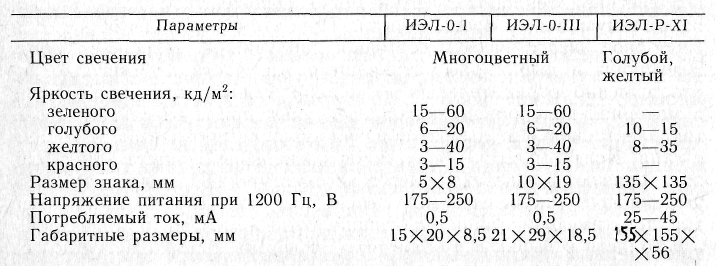 Параметры ИЭЛ-0-1 ИЭЛ-0-III ИЭЛ-Р-XI
Цвет свечения Многоцветный Голубой,
желтый
Яркость свечения, кд/м²:
зеленого 15—60 15—60 —
голубого 6—20 6—20 10—15
желтого 3—40 3—40 8—35
красного 3—15 3—15 —
Размер знака, мм 5×8 10×19 135×135
Напряжение питания при 1200 Гц, В 175—250 175—250 175—250
Потребляемый ток, мА 0,5 0,5 25—45
Габаритные размеры, мм 15×20×8,5 21×29×18,5 155×155×
×56